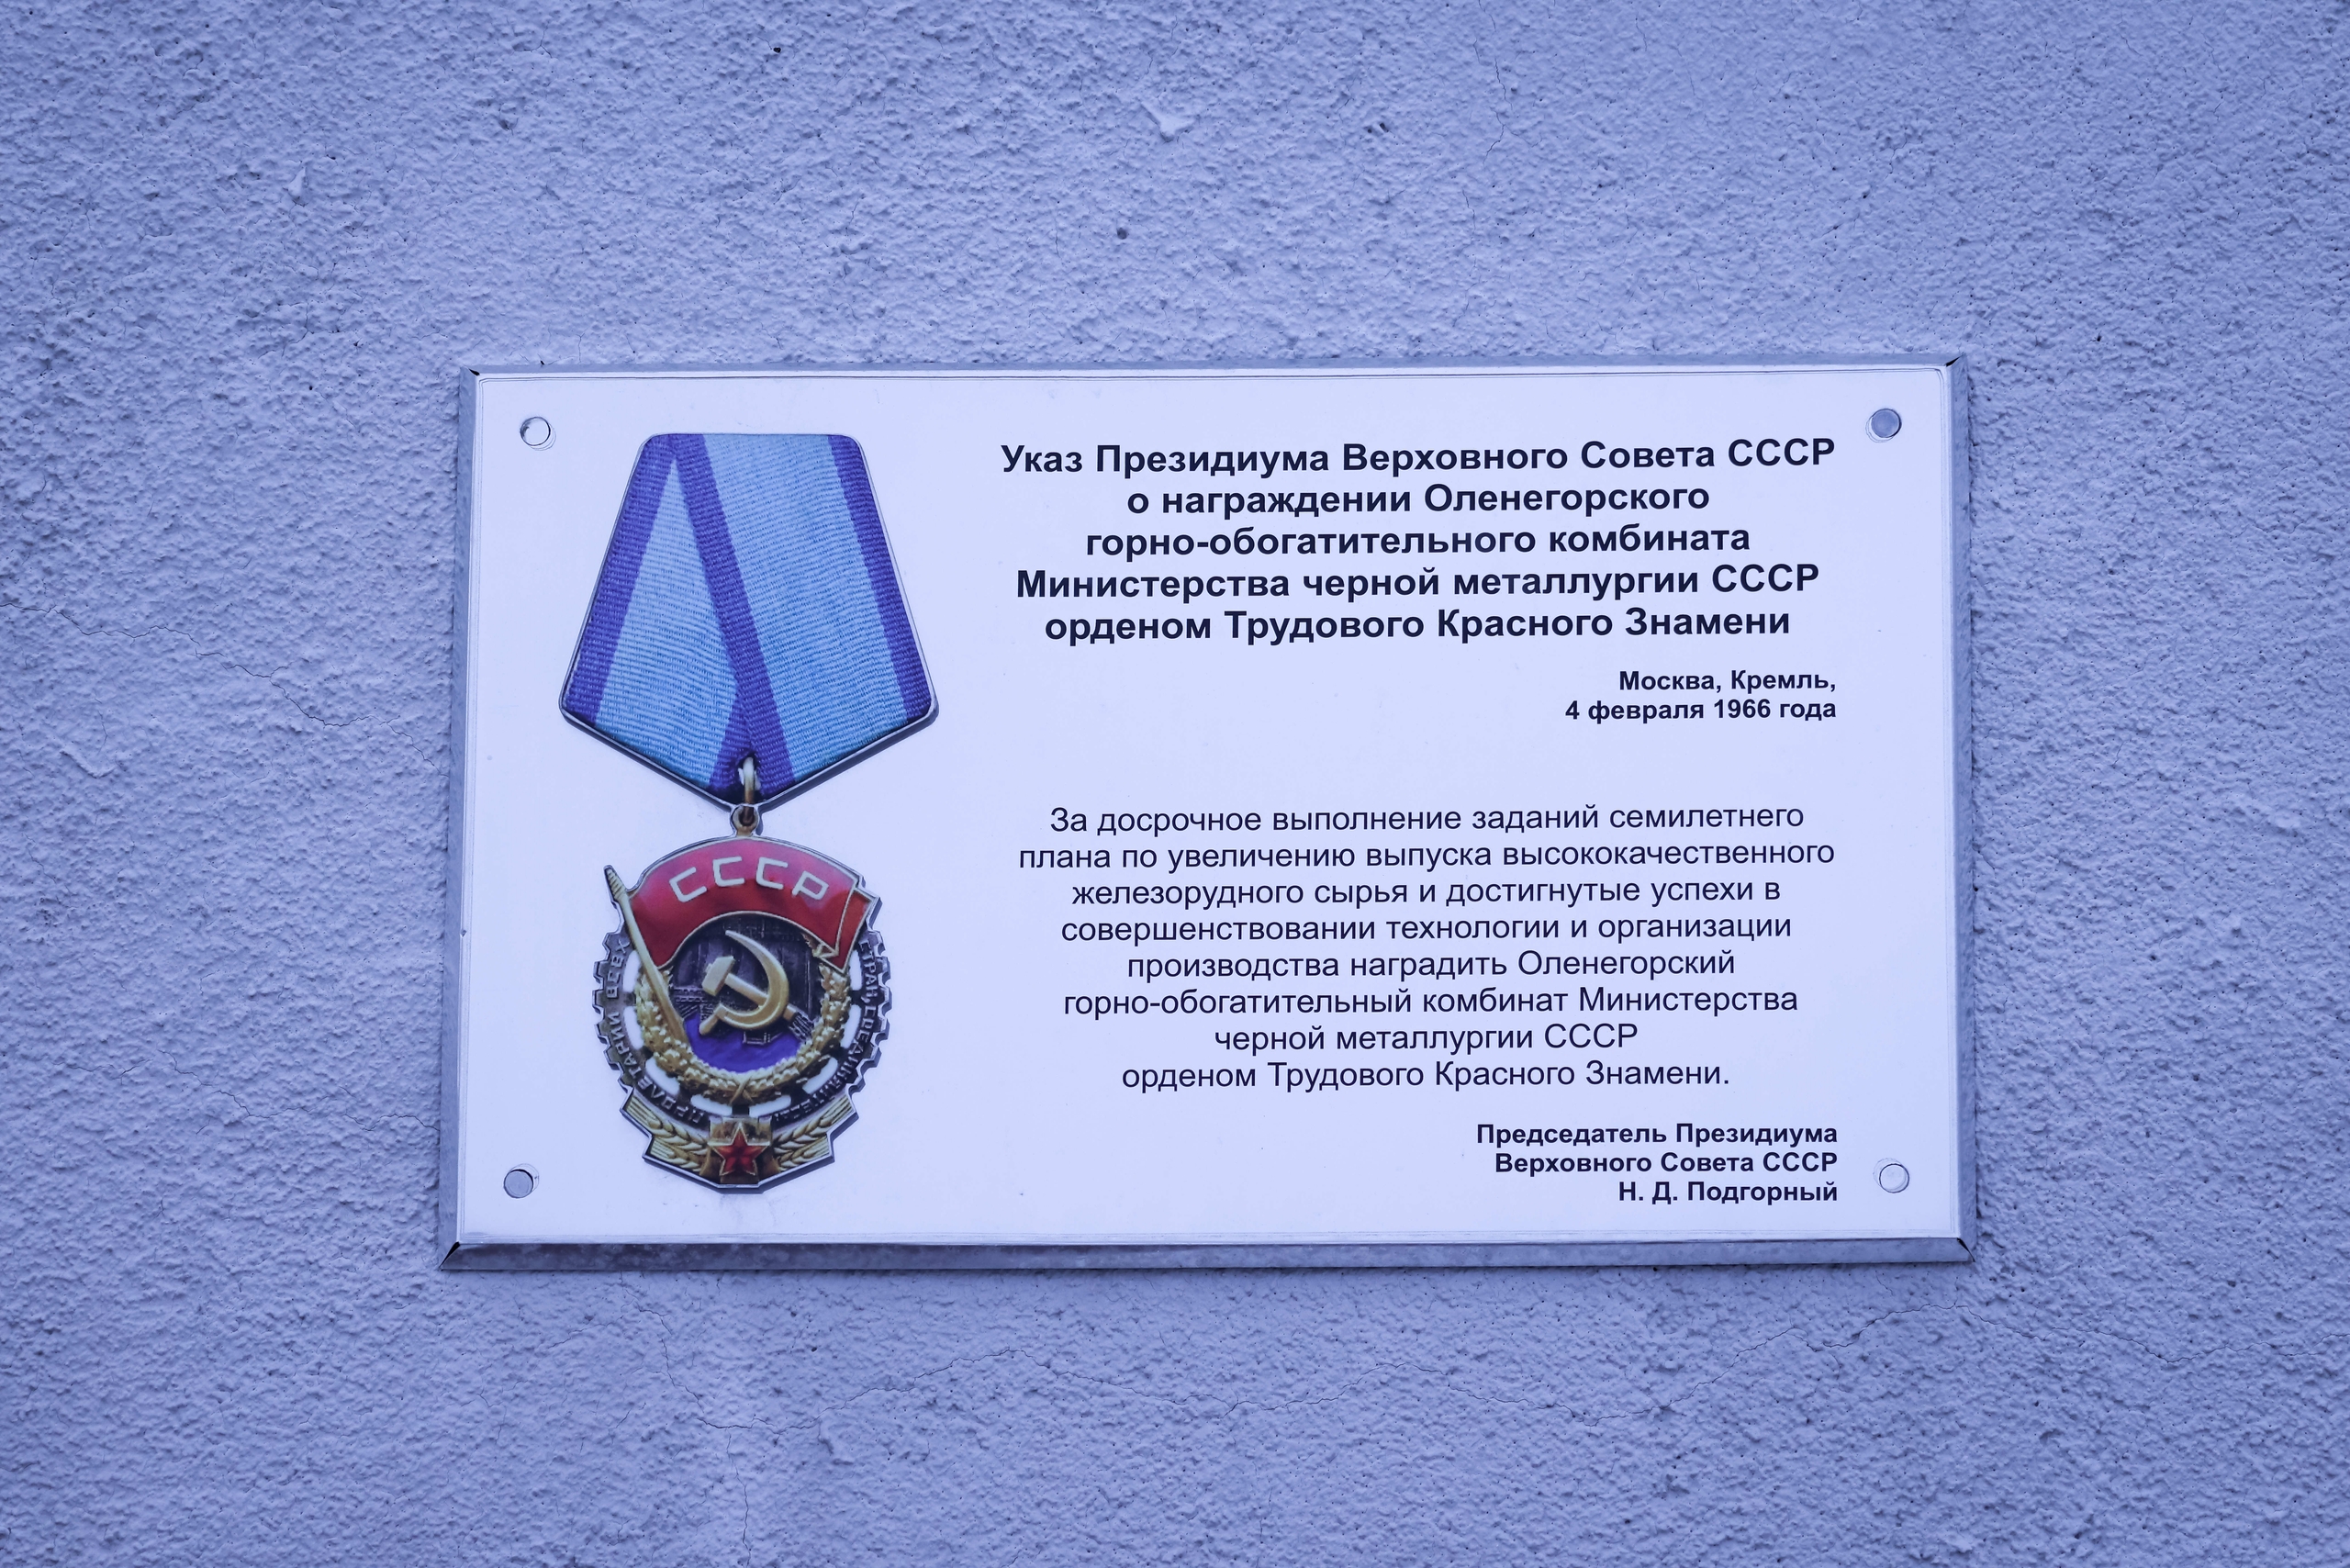 Указ Президиума Верховного Совета СССР
о награждении Оленегорского
горно-обогатительного комбината
Министерства черной металлургии СССР
орденом Трудового Красного Знамени
Москва, Кремль,
4 февраля 1966 года
СССР
За досрочное выполнение заданий семилетнего
плана по увеличению выпуска высококачественного
железорудного сырья и достигнутые успехи в
совершенствовании технологии и организации
производства наградить Оленегорский
горно-обогатительный комбинат Министерства
черной металлургии СССР
орденом Трудового Красного Знамени.
Председатель Президиума
Верховного Совета СССР
Н. Д. Подгорный